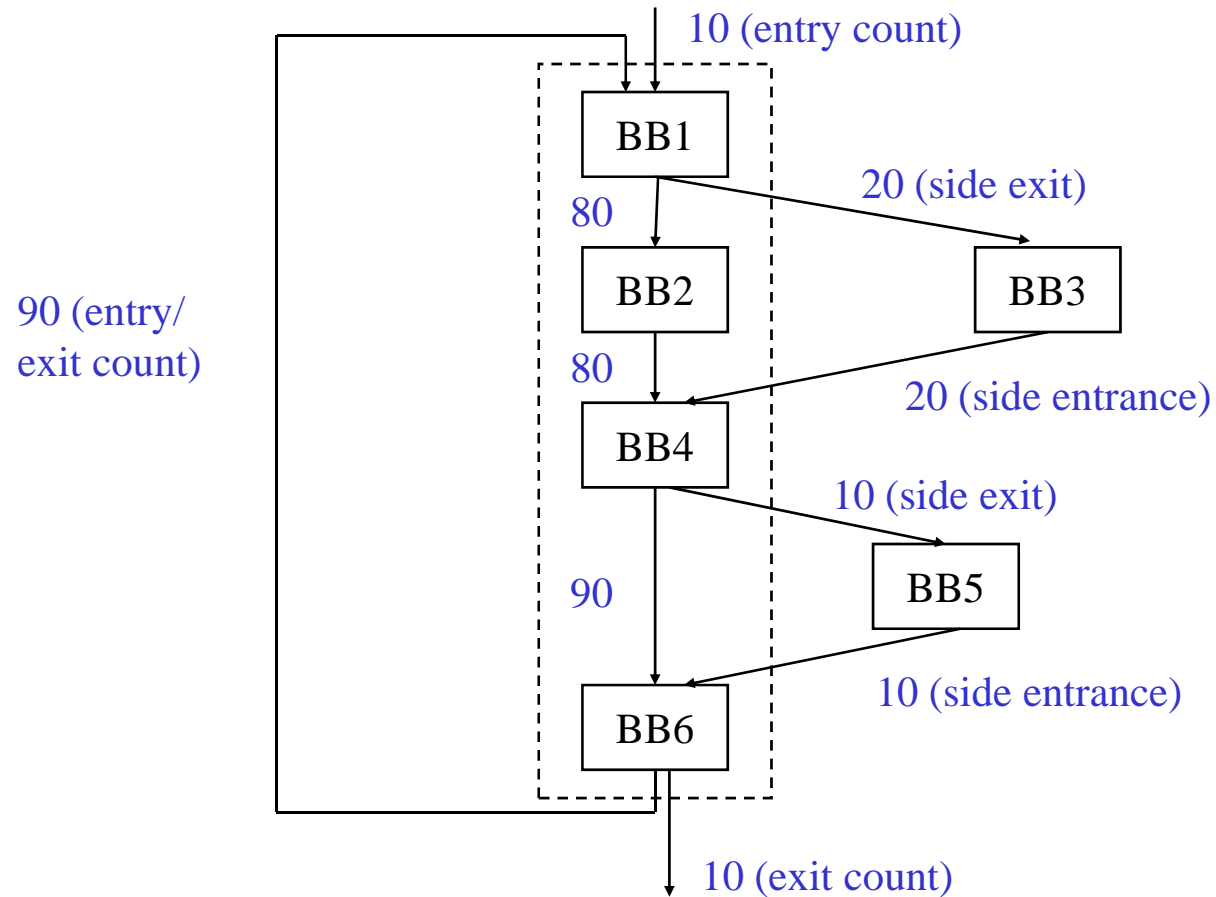 10 (entry count)
BB1
20 (side exit)
80
BB2
BB3
90 (entry/
exit count)
80
20 (side entrance)
BB4
10 (side exit)
90
BB5
10 (side entrance)
BB6
10 (exit count)